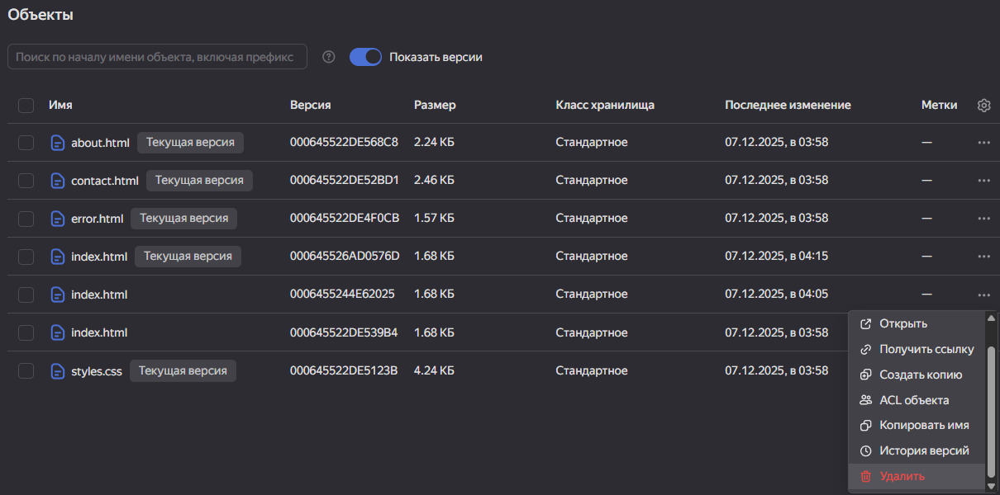 Объекты
Поиск по началу имени объекта, включая префикс ? Показать версии
Имя Версия Размер Класс хранилища Последнее изменение Метки
about.html Текущая версия 000645522DE568C8 2.24 КБ Стандартное 07.12.2025, в 03:58 —
contact.html Текущая версия 000645522DE52BD1 2.46 КБ Стандартное 07.12.2025, в 03:58 —
error.html Текущая версия 000645522DE4F0CB 1.57 КБ Стандартное 07.12.2025, в 03:58 —
index.html Текущая версия 000645526AD0576D 1.68 КБ Стандартное 07.12.2025, в 04:15 —
index.html 0006455244E62025 1.68 КБ Стандартное 07.12.2025, в 04:05 —
index.html 000645522DE539B4 1.68 КБ Стандартное 07.12.2025, в 03:58
styles.css Текущая версия 000645522DE5123B 4.24 КБ Стандартное 07.12.2025, в 03:58
Открыть
Получить ссылку
Создать копию
ACL объекта
Копировать имя
История версий
Удалить